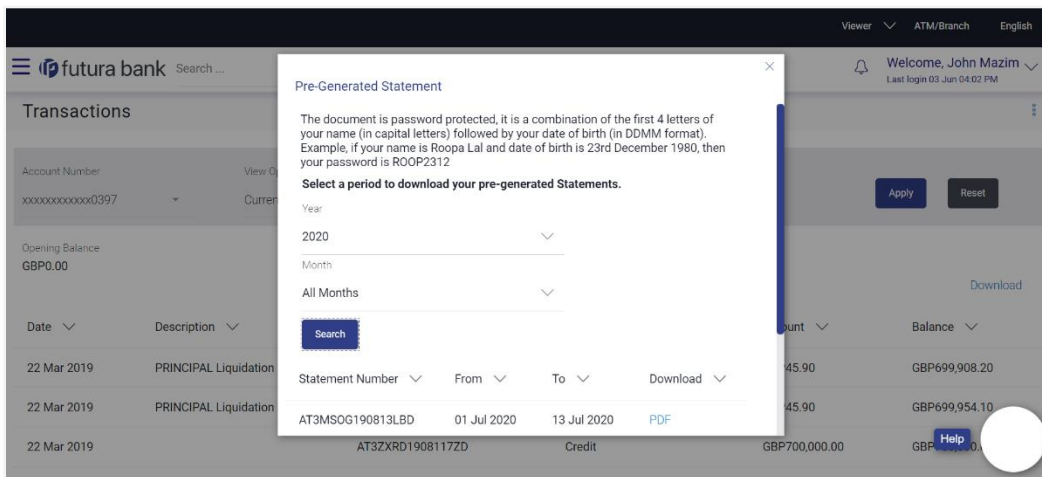 Viewer ATM/Branch English
futura bank Search ...
Welcome, John Mazim
Last login 03 Jun 04:02 PM
Transactions
Pre-Generated Statement
The document is password protected, it is a combination of the first 4 letters of
your name (in capital letters) followed by your date of birth (in DDMM format).
Example, if your name is Roopa Lal and date of birth is 23rd December 1980, then
your password is ROOP2312
Select a period to download your pre-generated Statements.
Year
2020
Month
All Months
Search
Statement Number From To Download
AT3MSOG190813LBD 01 Jul 2020 13 Jul 2020 PDF
Account Number
xxxxxxxxxxxx0397
Apply Reset
Opening Balance
GBP0.00
Download
Date Description Balance
22 Mar 2019 PRINCIPAL Liquidation 45.90 GBP699,908.20
22 Mar 2019 PRINCIPAL Liquidation 45.90 GBP699,954.10
22 Mar 2019 AT3ZXRD1908117ZD Credit GBP700,000.00
Help